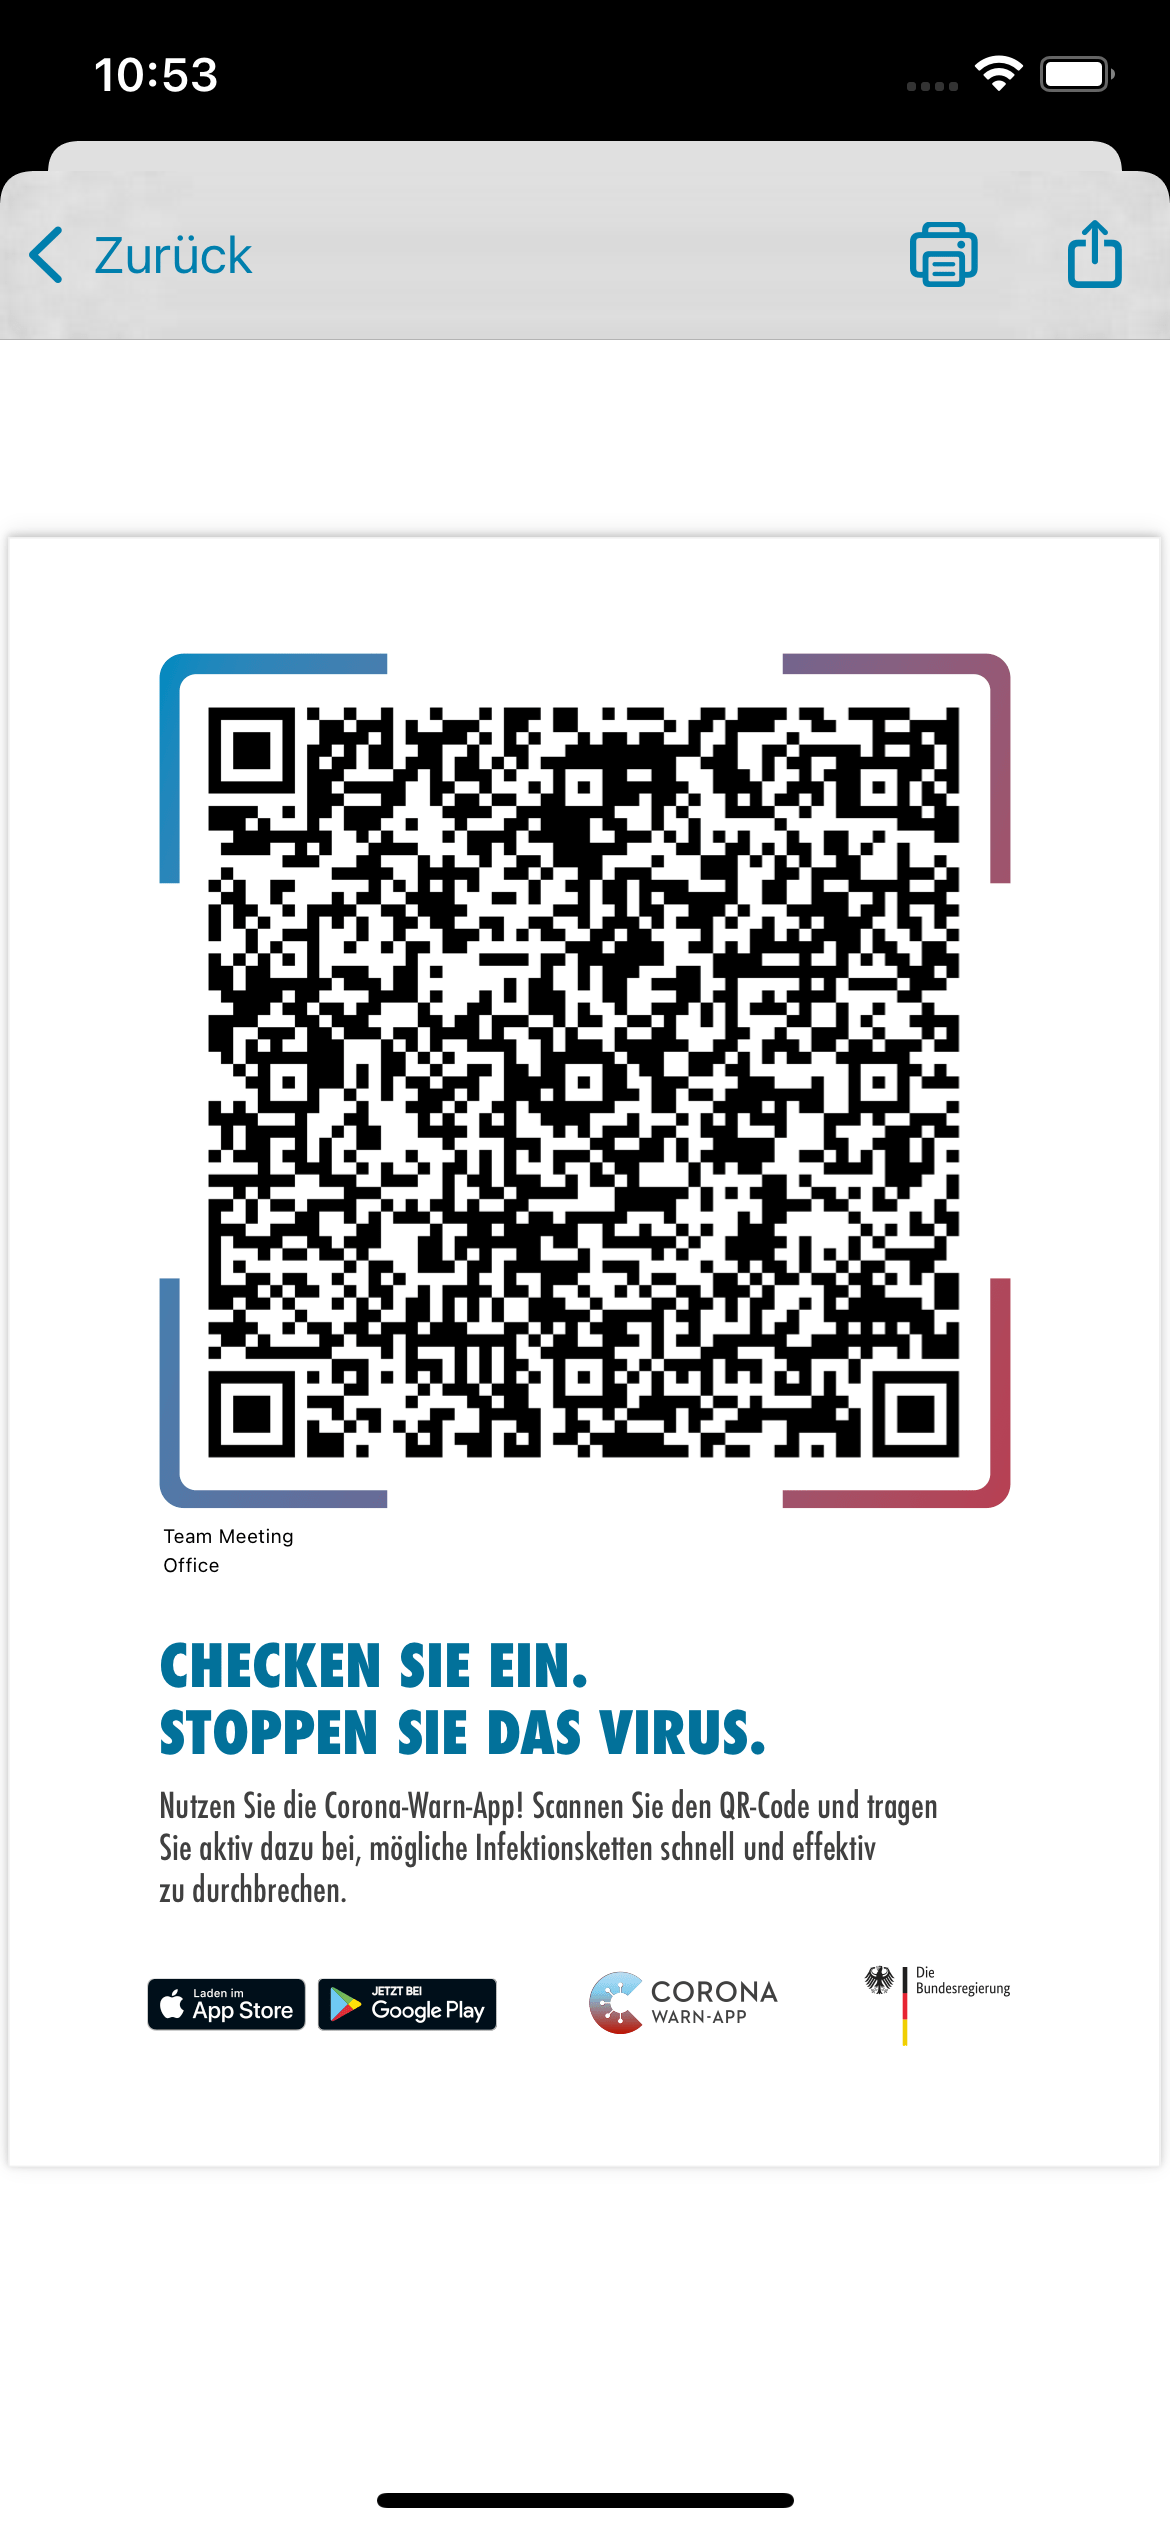 10:53
Zurück
Team Meeting
Office
CHECKEN SIE EIN.
STOPPEN SIE DAS VIRUS.
Nutzen Sie die Corona-Warn-App! Scannen Sie den QR-Code und tragen
Sie aktiv dazu bei, mögliche Infektionsketten schnell und effektiv
zu durchbrechen.
Laden im
App Store
JETZT BEI
Google Play
CORONA
WARN-APP
Die
Bundesregierung